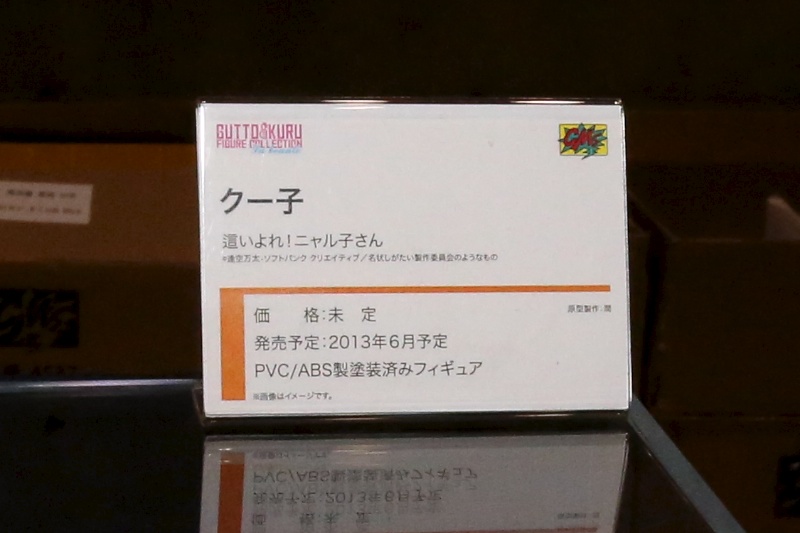 GUTTO KURU
FIGURE COLLECTION
クー子
這いよれ!ニャル子さん
©逢空万太・ソフトバンク クリエイティブ/名状しがたい製作委員会のようなもの
価　格:未　定
原型製作:間
発売予定:2013年6月予定
PVC/ABS製塗装済みフィギュア
※画像はイメージです。